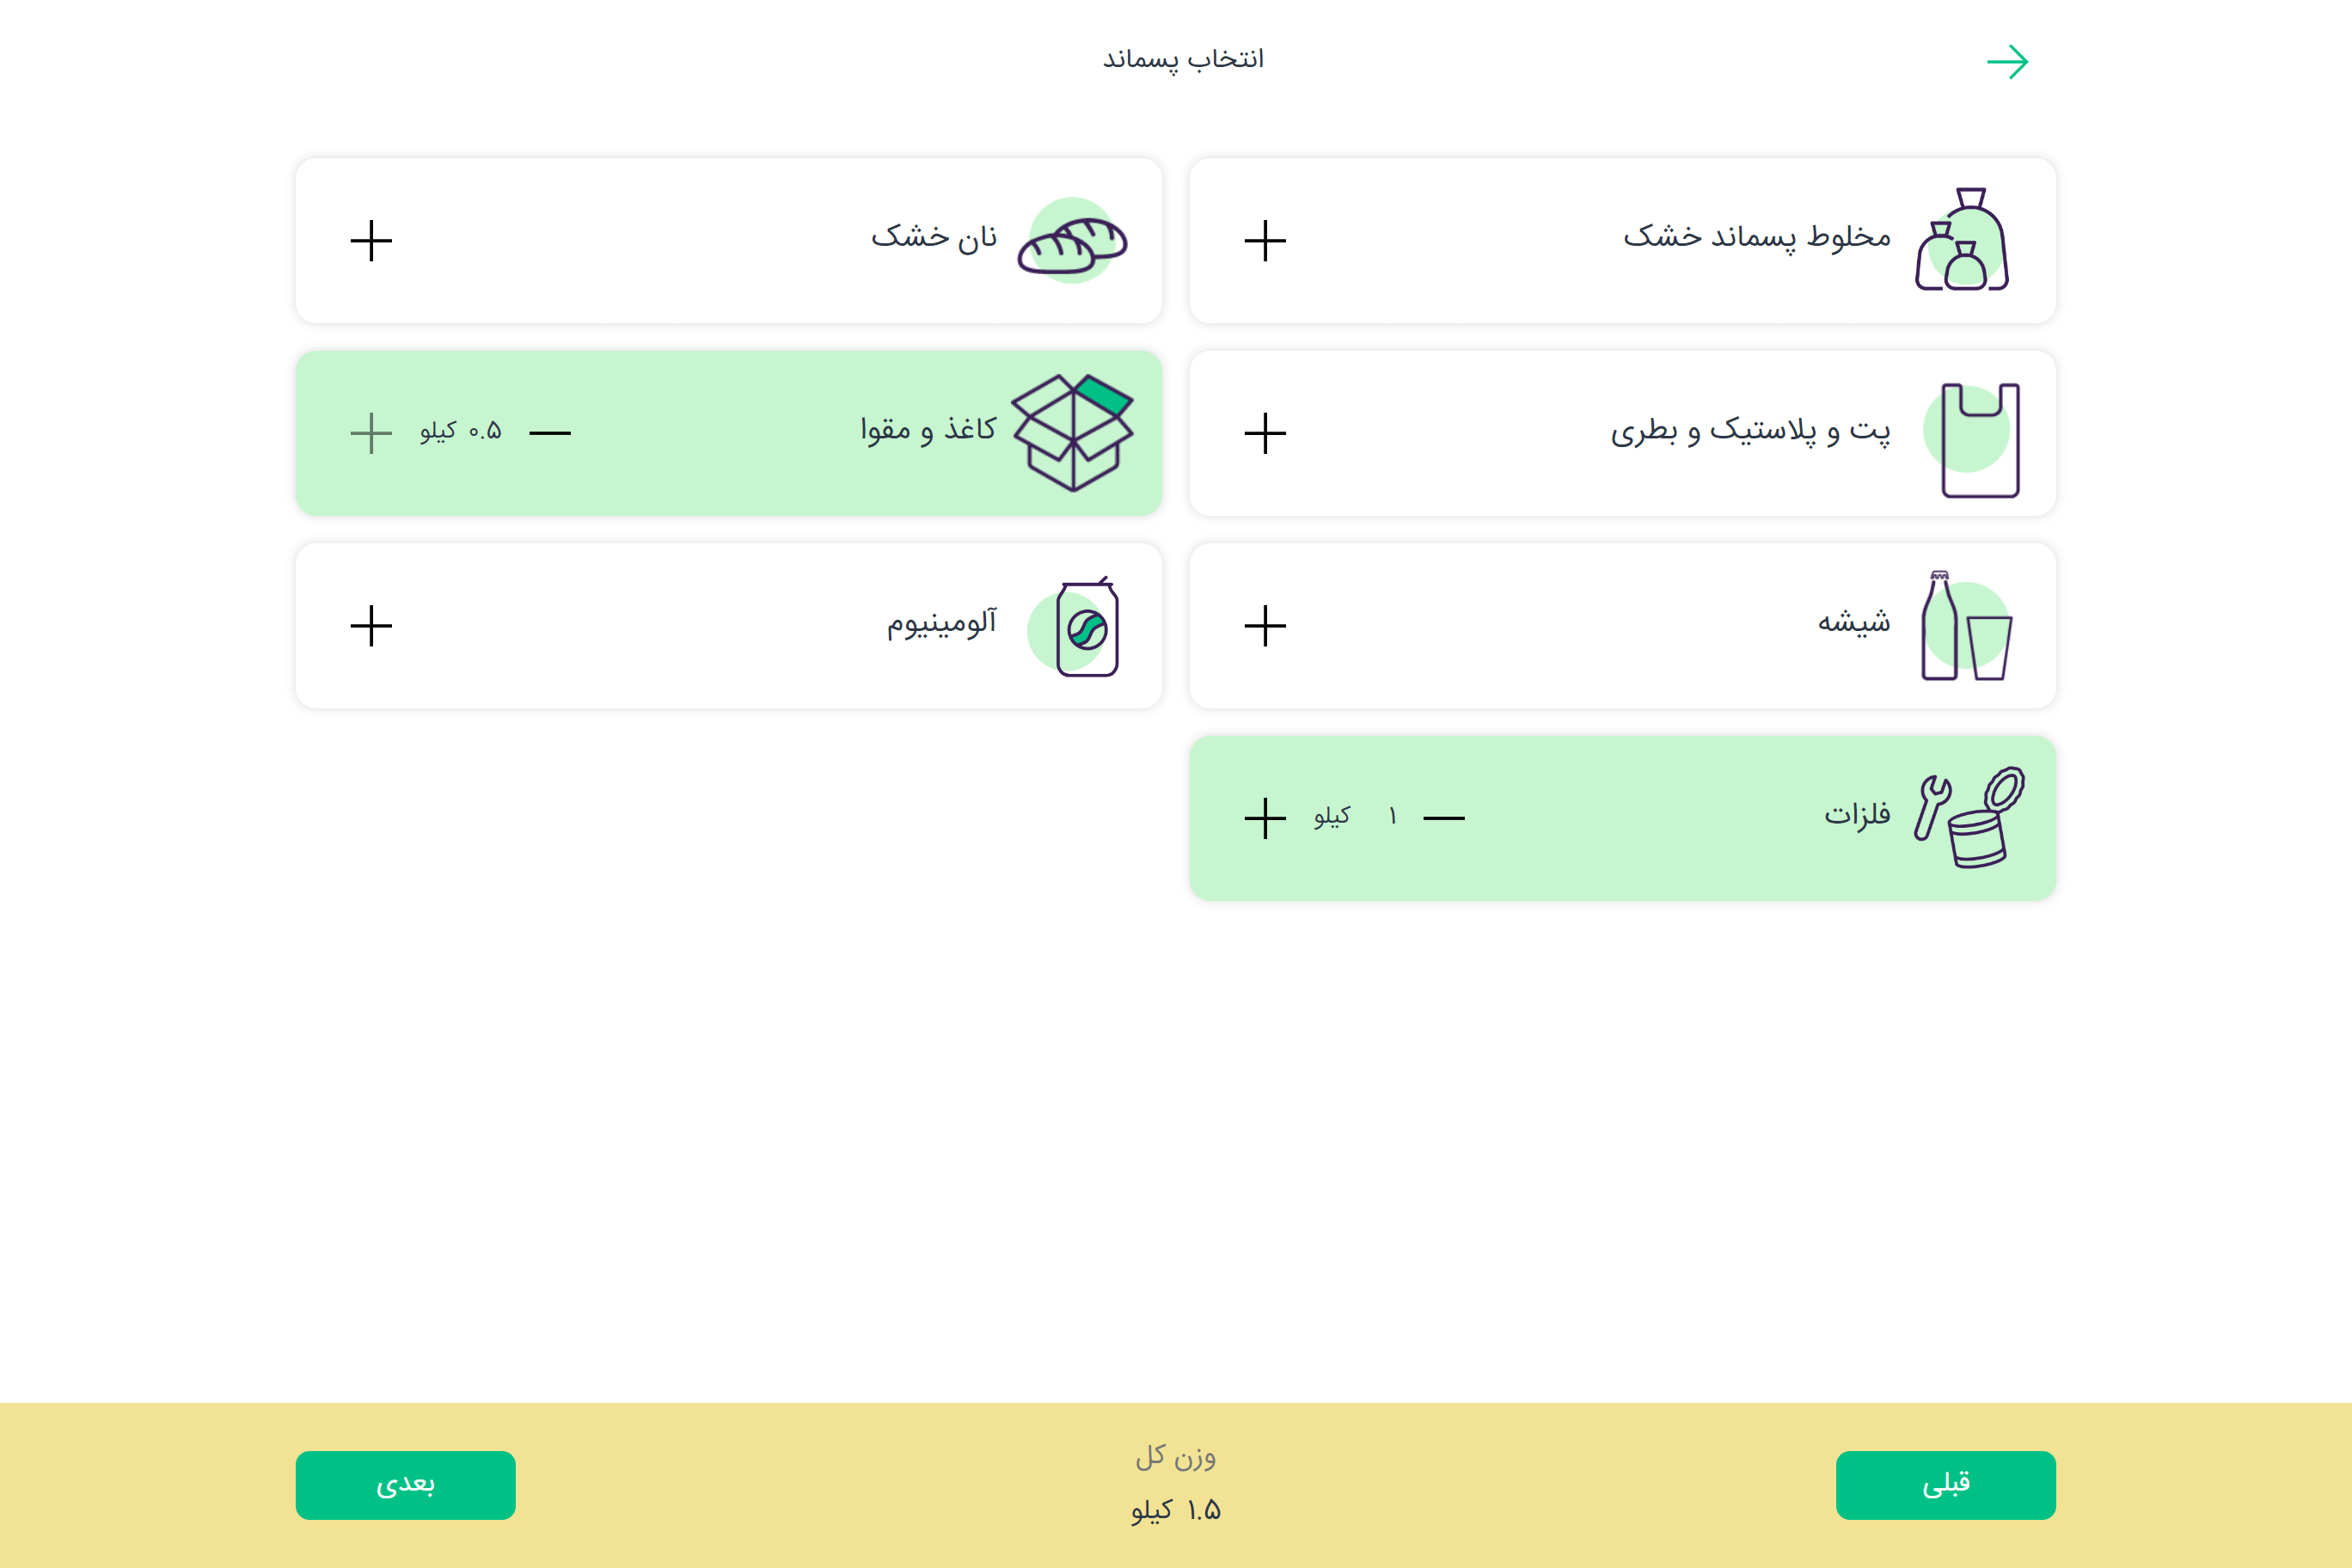 انتخاب پسماند
مخلوط پسماند خشک
نان خشک
پت و پلاستیک و بطری
کاغذ و مقوا
۰.۵ کیلو
شیشه
آلومینیوم
فلزات
۱ کیلو
قبلی
وزن کل
۱.۵ کیلو
بعدی